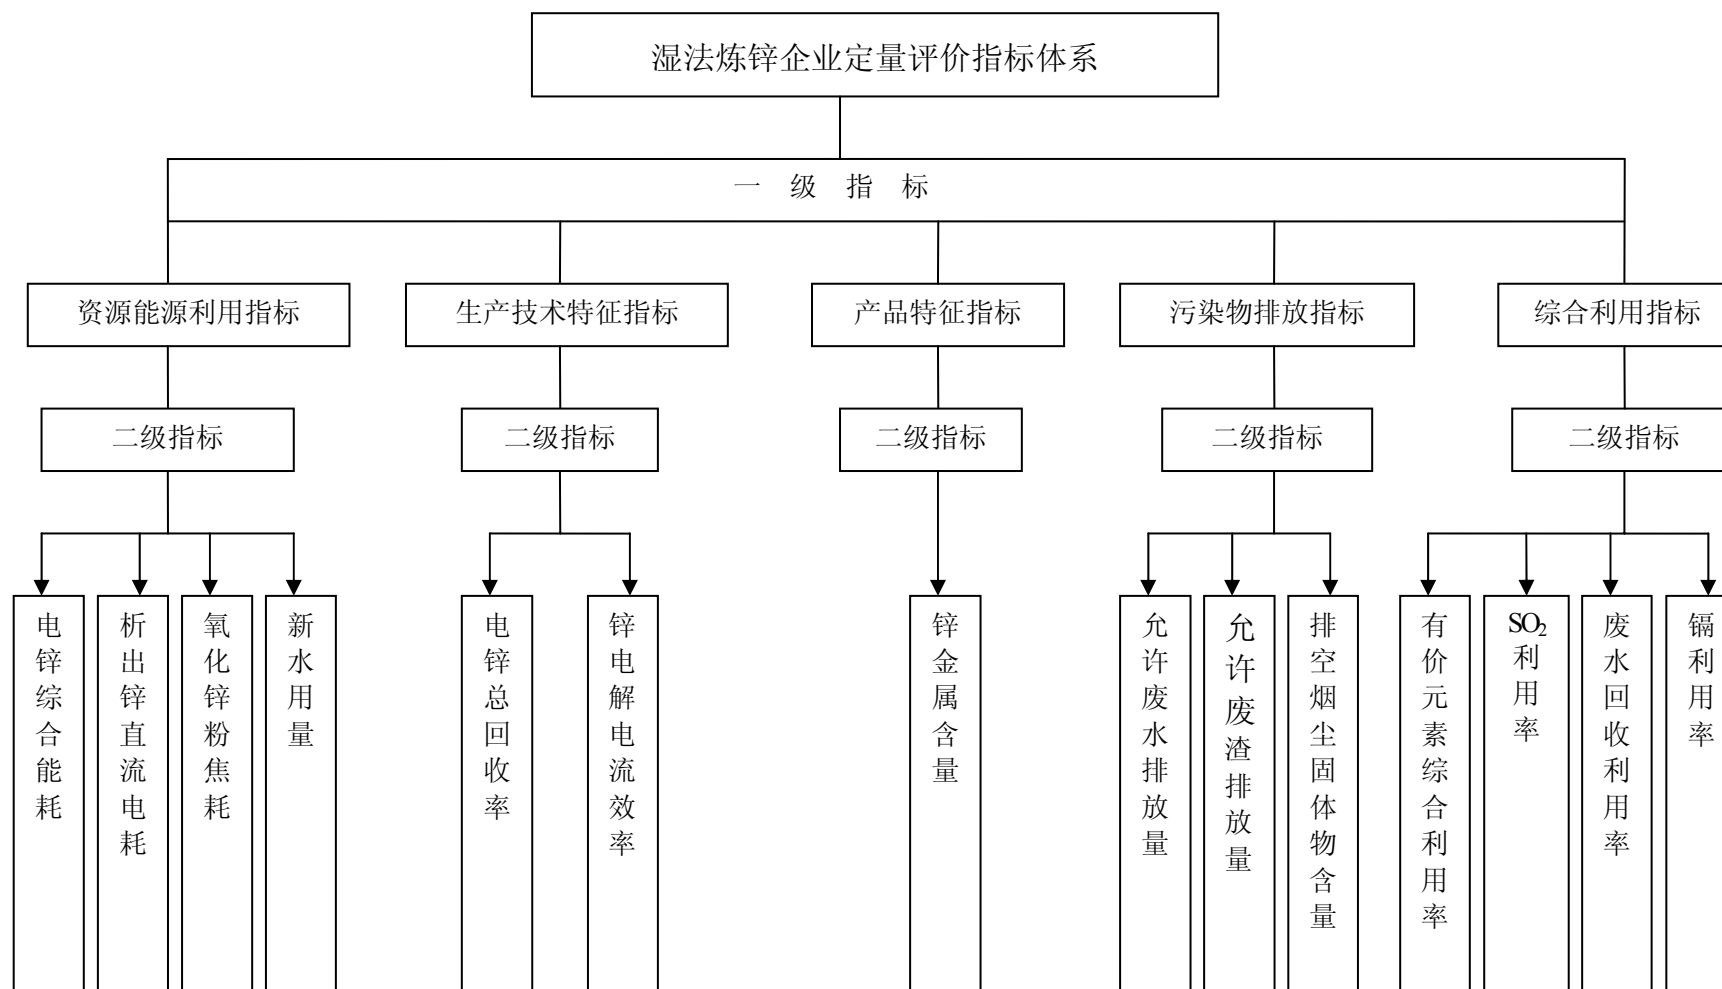 湿法炼锌企业定量评价指标体系
一 级 指 标
资源能源利用指标
生产技术特征指标
产品特征指标
污染物排放指标
综合利用指标
二级指标
二级指标
二级指标
二级指标
二级指标
电锌综合能耗
析出锌直流电耗
氧化锌粉焦耗
新水用量
电锌总回收率
锌电解电流效率
锌金属含量
允许废水排放量
允许废渣排放量
排空烟尘固体物含量
有价元素综合利用率
SO₂利用率
废水回收利用率
镉利用率